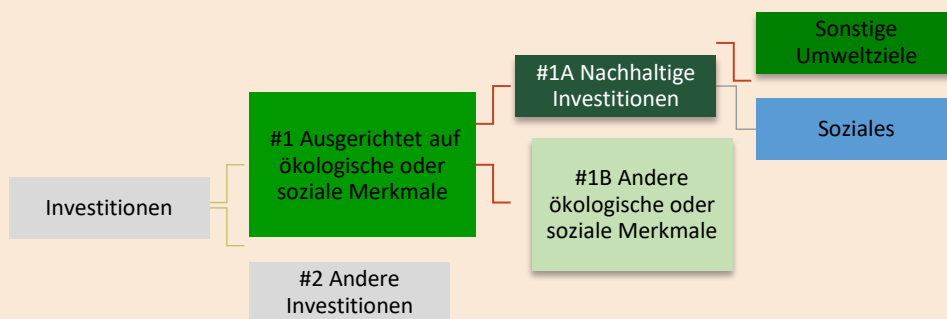 Investitionen
#1 Ausgerichtet auf
ökologische oder
soziale Merkmale
#2 Andere
Investitionen
#1A Nachhaltige
Investitionen
#1B Andere
ökologische oder
soziale Merkmale
Sonstige
Umweltziele
Soziales